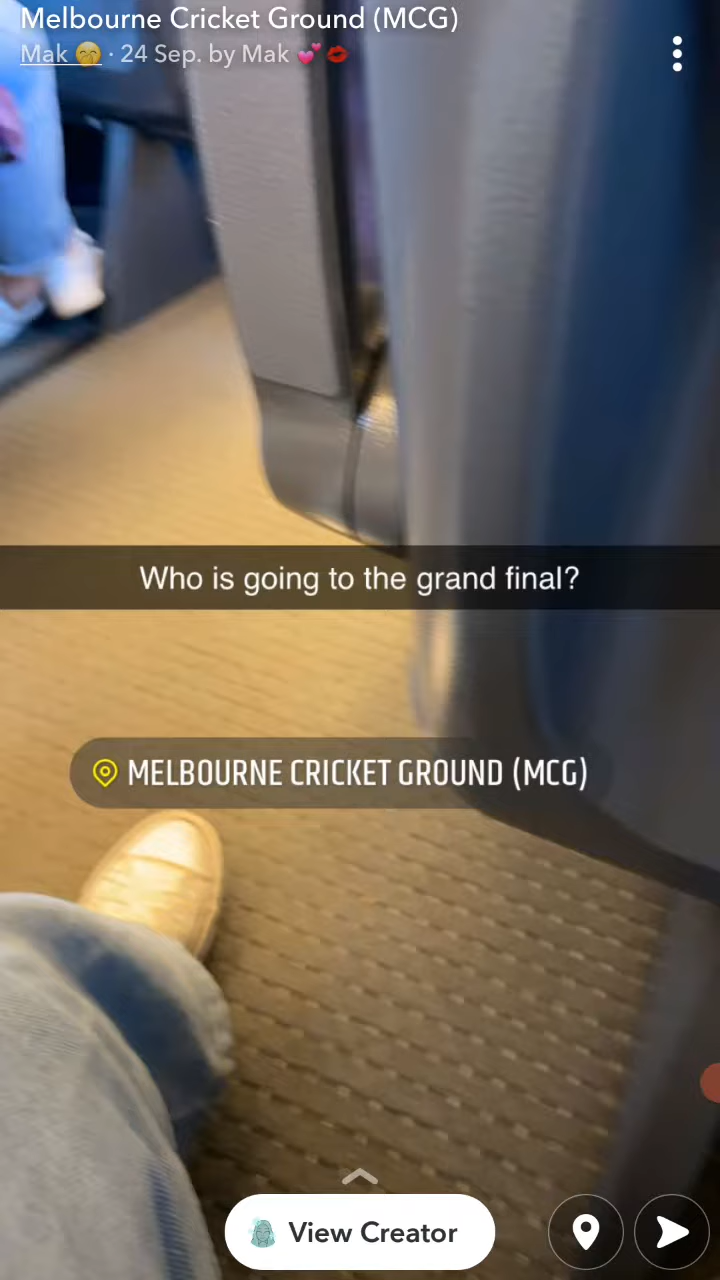 Melbourne Cricket Ground (MCG)
Mak 🤭 · 24 Sep. by Mak 💕💋
Who is going to the grand final?
MELBOURNE CRICKET GROUND (MCG)
View Creator